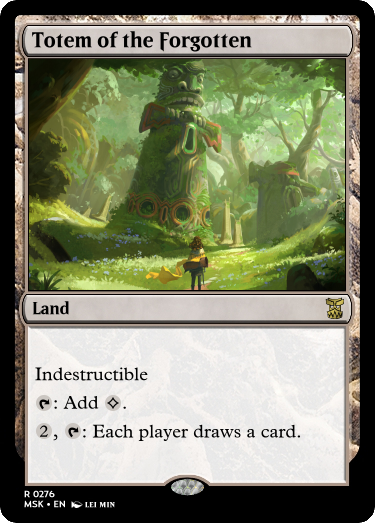 Totem of the Forgotten
Land
Indestructible
: Add .
2, : Each player draws a card.
R 0276
MSK • EN LEI MIN